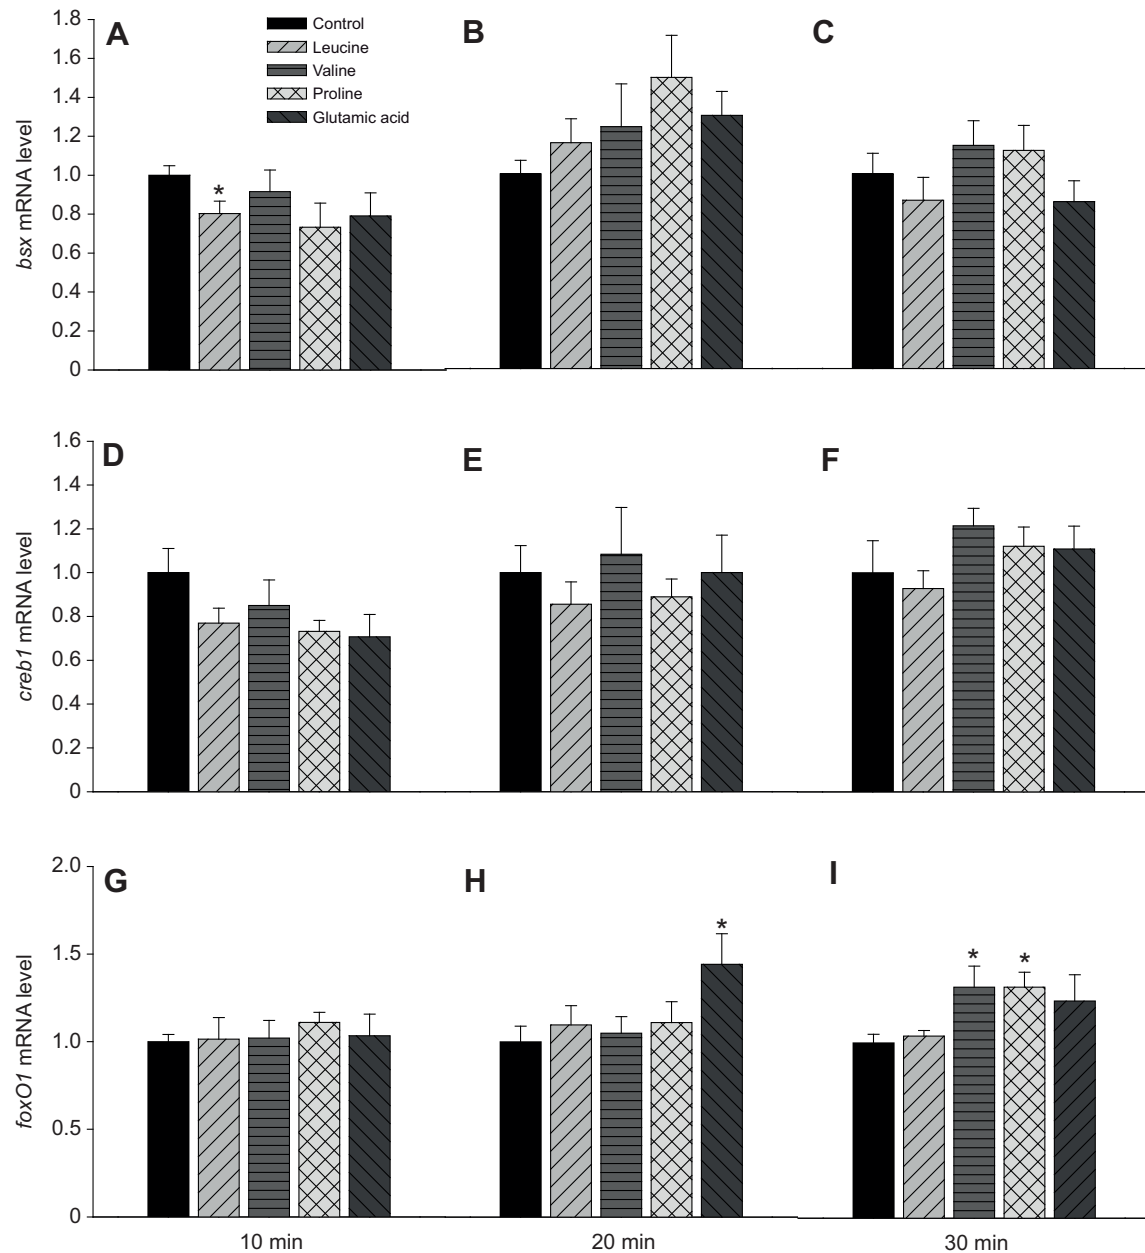 A
B
C
Control
Leucine
Valine
Proline
Glutamic acid
bsx mRNA level
1.8
1.6
1.4
1.2
1.0
0.8
0.6
0.4
0.2
0
*
D
E
F
creb1 mRNA level
1.6
1.4
1.2
1.0
0.8
0.6
0.4
0.2
0
G
H
I
foxO1 mRNA level
2.0
1.5
1.0
0.5
0
*
*
*
10 min
20 min
30 min